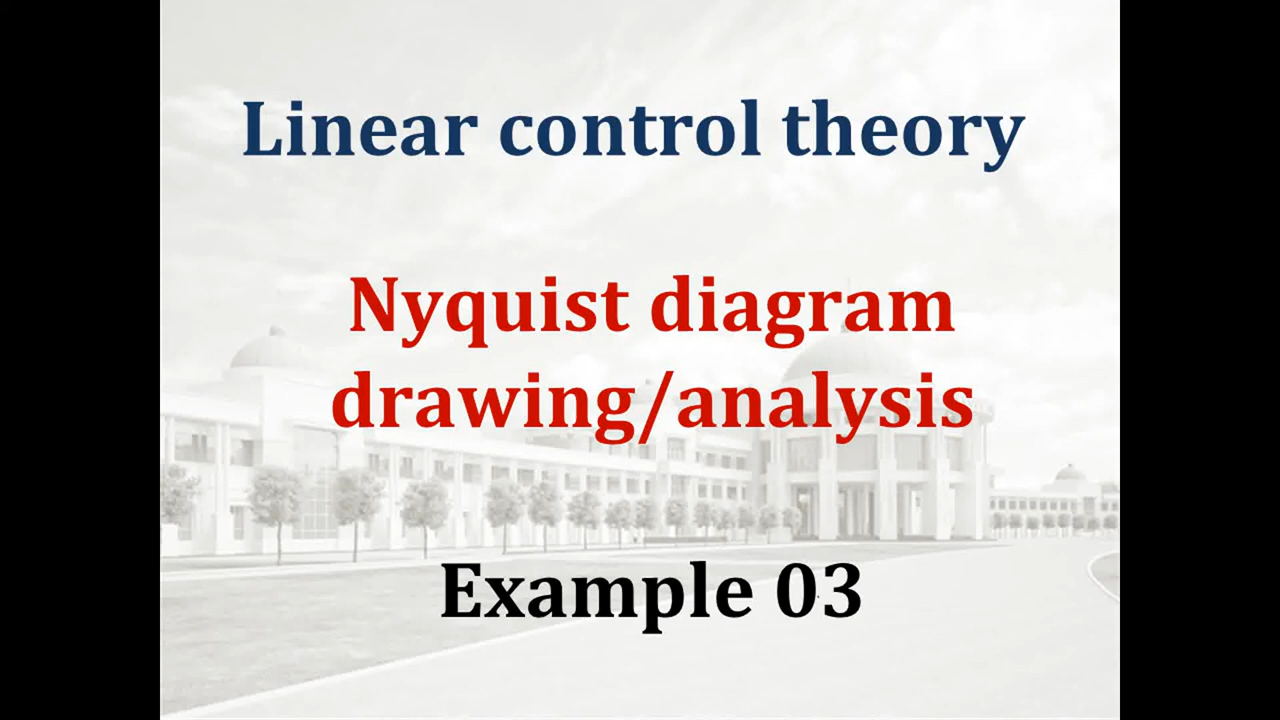 Linear control theory
Nyquist diagram
drawing/analysis
Example 03